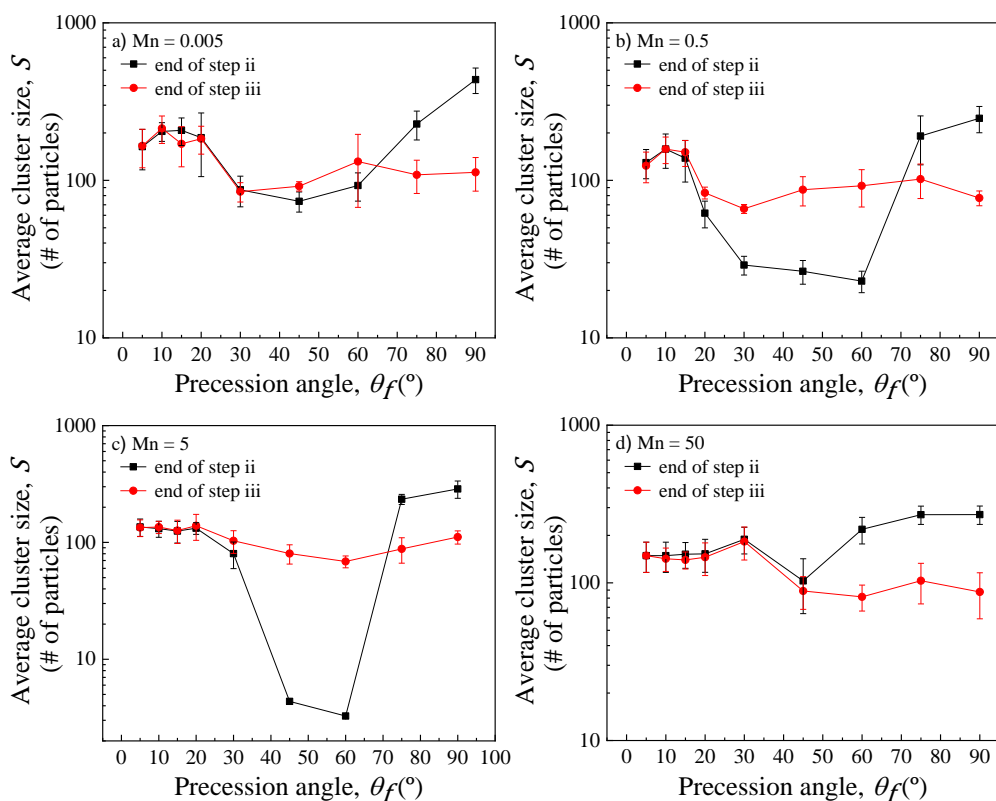 a) Mn = 0.005
end of step ii
end of step iii
1000
100
10
Average cluster size, S
(# of particles)
0 10 20 30 40 50 60 70 80 90
Precession angle, θf(º)
b) Mn = 0.5
end of step ii
end of step iii
1000
100
10
Average cluster size, S
(# of particles)
0 10 20 30 40 50 60 70 80 90
Precession angle, θf(º)
c) Mn = 5
end of step ii
end of step iii
1000
100
10
Average cluster size, S
(# of particles)
0 10 20 30 40 50 60 70 80 90 100
Precession angle, θf(º)
d) Mn = 50
end of step ii
end of step iii
1000
100
10
Average cluster size, S
(# of particles)
0 10 20 30 40 50 60 70 80 90
Precession angle, θf(º)